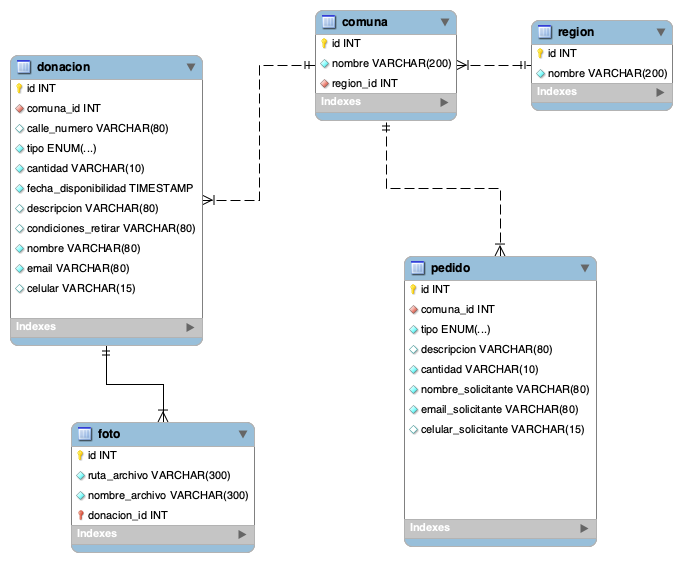 donacion
id INT
comuna_id INT
calle_numero VARCHAR(80)
tipo ENUM(...)
cantidad VARCHAR(10)
fecha_disponibilidad TIMESTAMP
descripcion VARCHAR(80)
condiciones_retirar VARCHAR(80)
nombre VARCHAR(80)
email VARCHAR(80)
celular VARCHAR(15)
Indexes
comuna
id INT
nombre VARCHAR(200)
region_id INT
Indexes
region
id INT
nombre VARCHAR(200)
Indexes
foto
id INT
ruta_archivo VARCHAR(300)
nombre_archivo VARCHAR(300)
donacion_id INT
Indexes
pedido
id INT
comuna_id INT
tipo ENUM(...)
descripcion VARCHAR(80)
cantidad VARCHAR(10)
nombre_solicitante VARCHAR(80)
email_solicitante VARCHAR(80)
celular_solicitante VARCHAR(15)
Indexes